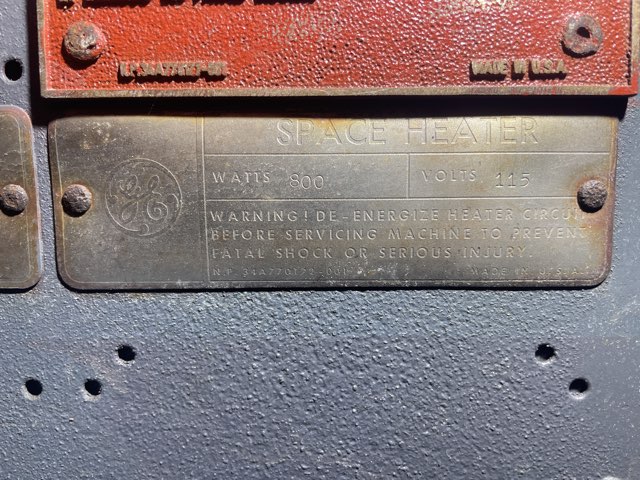 MADE IN U.S.A.
SPACE HEATER
GE
WATTS 800 VOLTS 115
WARNING! DE-ENERGIZE HEATER CIRCUIT
BEFORE SERVICING MACHINE TO PREVENT
FATAL SHOCK OR SERIOUS INJURY.
MADE IN U.S.A.